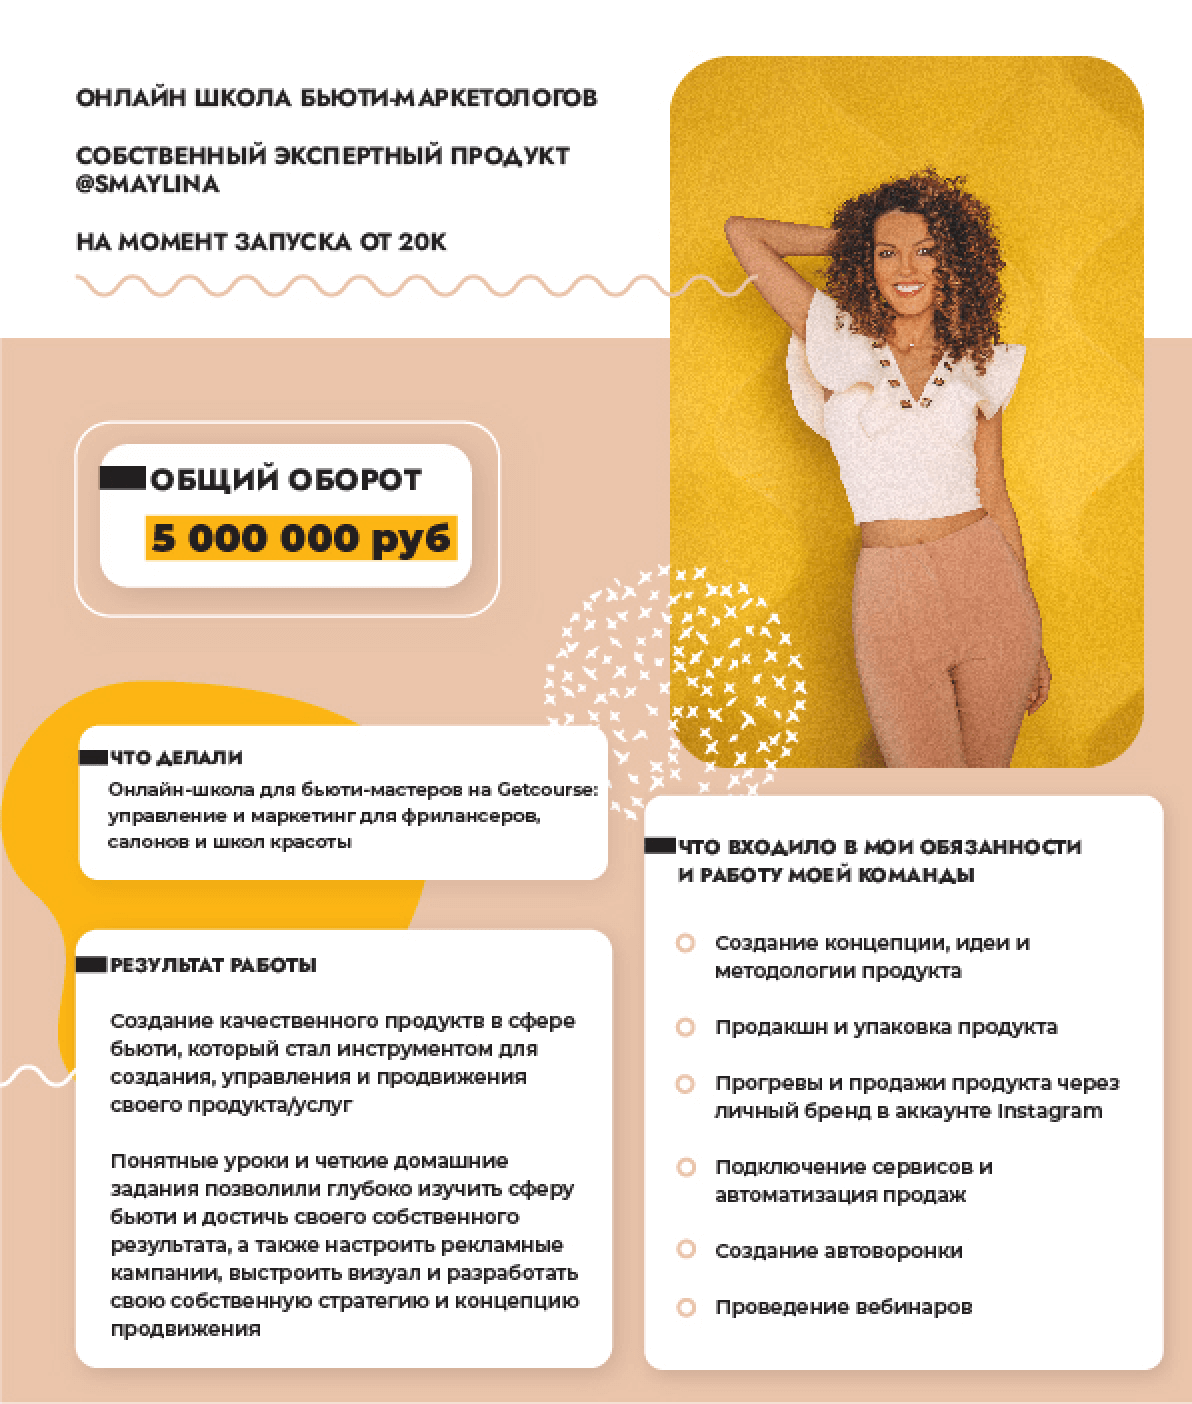 ОНЛАЙН ШКОЛА БЬЮТИ-МАРКЕТОЛОГОВ
СОБСТВЕННЫЙ ЭКСПЕРТНЫЙ ПРОДУКТ
@SMAYLINA
НА МОМЕНТ ЗАПУСКА ОТ 20К
ОБЩИЙ ОБОРОТ
5 000 000 руб
ЧТО ДЕЛАЛИ
Онлайн-школа для бьюти-мастеров на Getcourse:
управление и маркетинг для фрилансеров,
салонов и школ красоты
РЕЗУЛЬТАТ РАБОТЫ
Создание качественного продуктв в сфере
бьюти, который стал инструментом для
создания, управления и продвижения
своего продукта/услуг
Понятные уроки и четкие домашние
задания позволили глубоко изучить сферу
бьюти и достичь своего собственного
результата, а также настроить рекламные
кампании, выстроить визуал и разработать
свою собственную стратегию и концепцию
продвижения
ЧТО ВХОДИЛО В МОИ ОБЯЗАННОСТИ
И РАБОТУ МОЕЙ КОМАНДЫ
Создание концепции, идеи и
методологии продукта
Продакшн и упаковка продукта
Прогревы и продажи продукта через
личный бренд в аккаунте Instagram
Подключение сервисов и
автоматизация продаж
Создание автоворонки
Проведение вебинаров